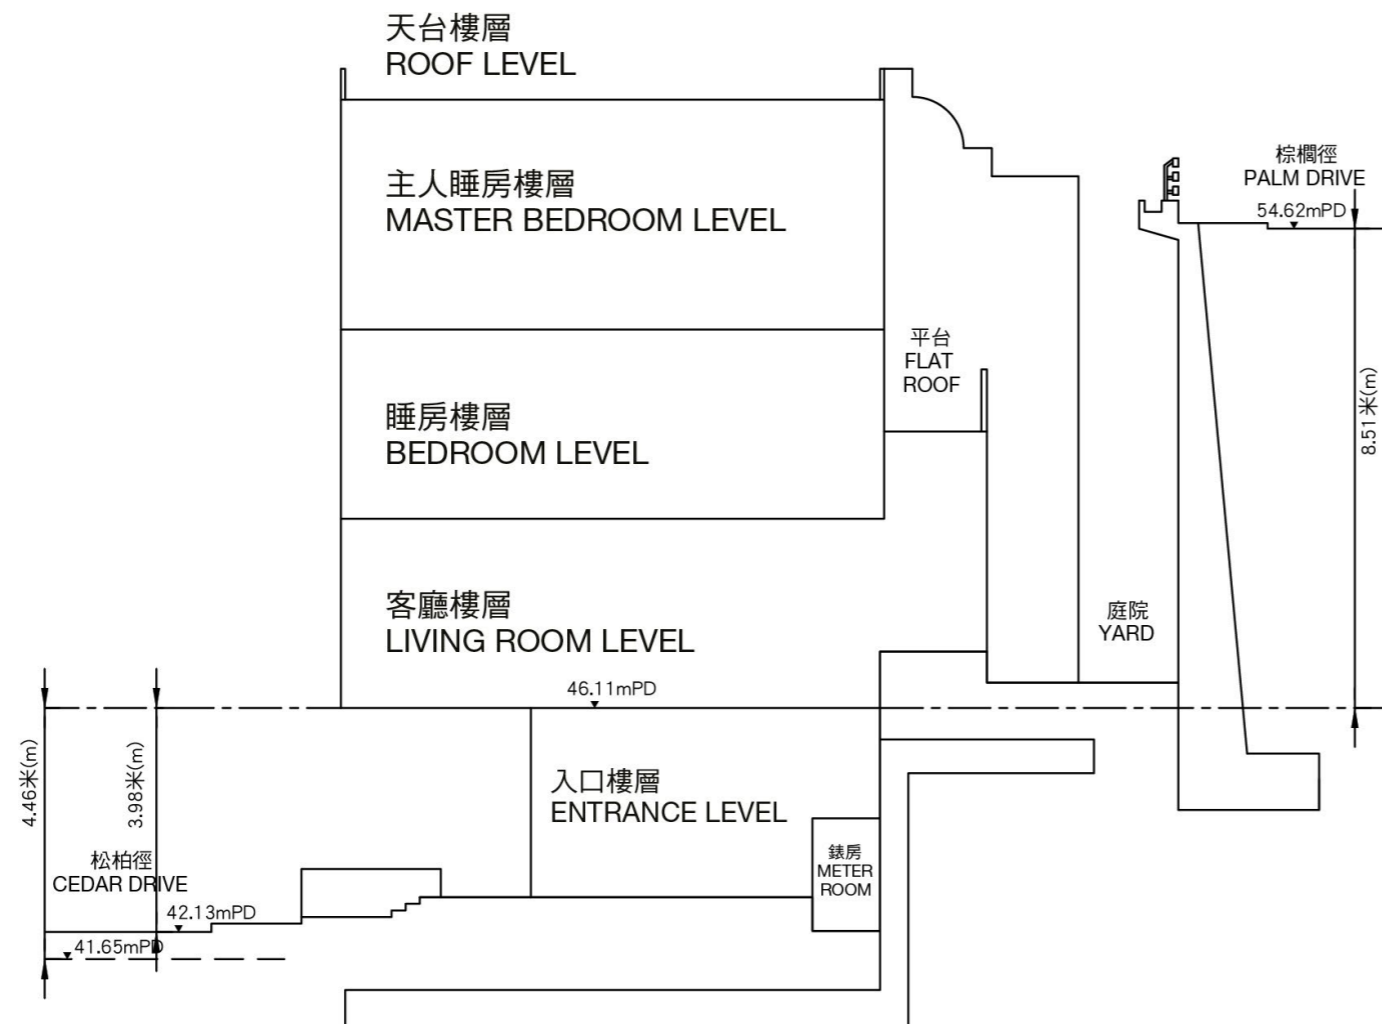 天台樓層
ROOF LEVEL
主人睡房樓層
MASTER BEDROOM LEVEL
棕櫚徑
PALM DRIVE
54.62mPD
平台
FLAT
ROOF
8.51米(m)
睡房樓層
BEDROOM LEVEL
客廳樓層
LIVING ROOM LEVEL
庭院
YARD
46.11mPD
4.46米(m)
3.98米(m)
入口樓層
ENTRANCE LEVEL
錶房
METER
ROOM
松柏徑
CEDAR DRIVE
42.13mPD
41.65mPD